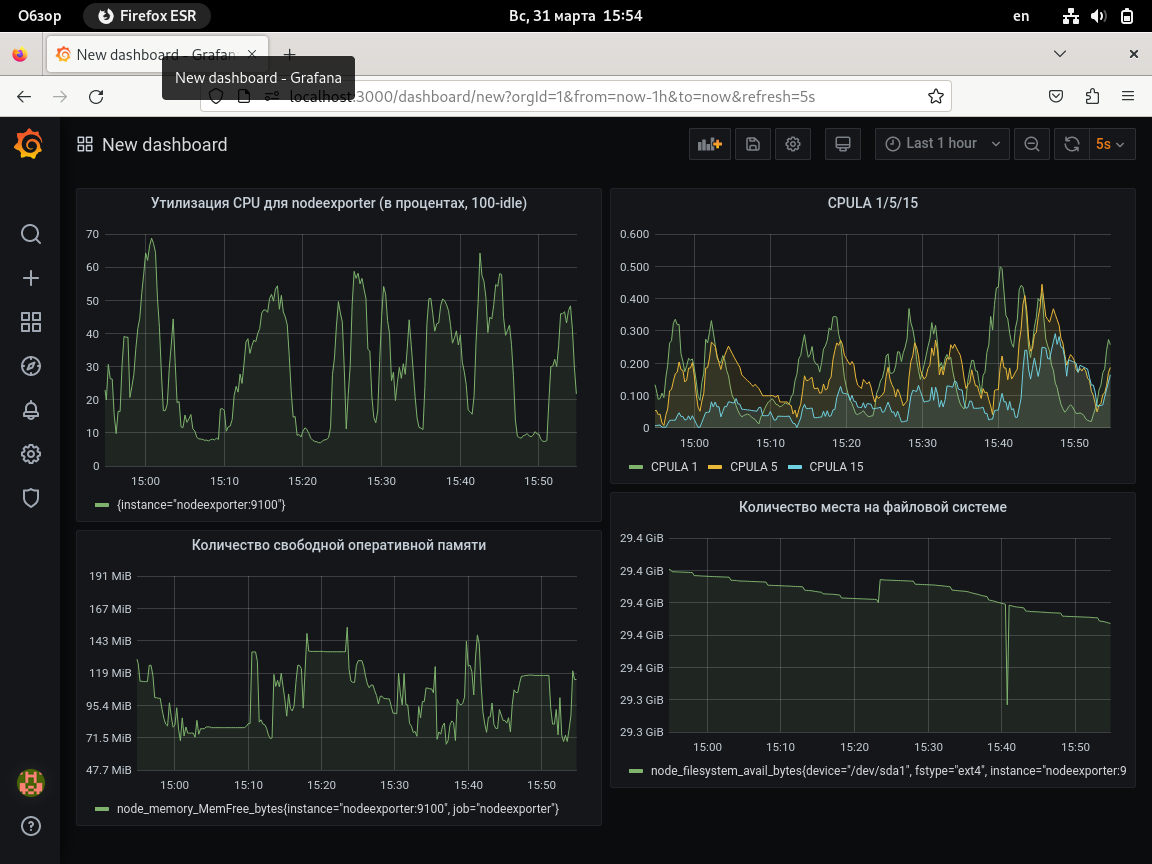 Обзор
Firefox ESR
Вс, 31 марта 15:54
en
New dashboard - Grafan
New dashboard - Grafana
localhost:3000/dashboard/new?orgId=1&from=now-1h&to=now&refresh=5s
New dashboard
Last 1 hour
5s
Утилизация CPU для nodeexporter (в процентах, 100-idle)
70
60
50
40
30
20
10
0
15:00 15:10 15:20 15:30 15:40 15:50
{instance="nodeexporter:9100"}
CPULA 1/5/15
0.600
0.500
0.400
0.300
0.200
0.100
0
15:00 15:10 15:20 15:30 15:40 15:50
CPULA 1 CPULA 5 CPULA 15
Количество свободной оперативной памяти
191 MiB
167 MiB
143 MiB
119 MiB
95.4 MiB
71.5 MiB
47.7 MiB
15:00 15:10 15:20 15:30 15:40 15:50
node_memory_MemFree_bytes{instance="nodeexporter:9100", job="nodeexporter"}
Количество места на файловой системе
29.4 GiB
29.4 GiB
29.4 GiB
29.4 GiB
29.4 GiB
29.3 GiB
29.3 GiB
15:00 15:10 15:20 15:30 15:40 15:50
node_filesystem_avail_bytes{device="/dev/sda1", fstype="ext4", instance="nodeexporter:9